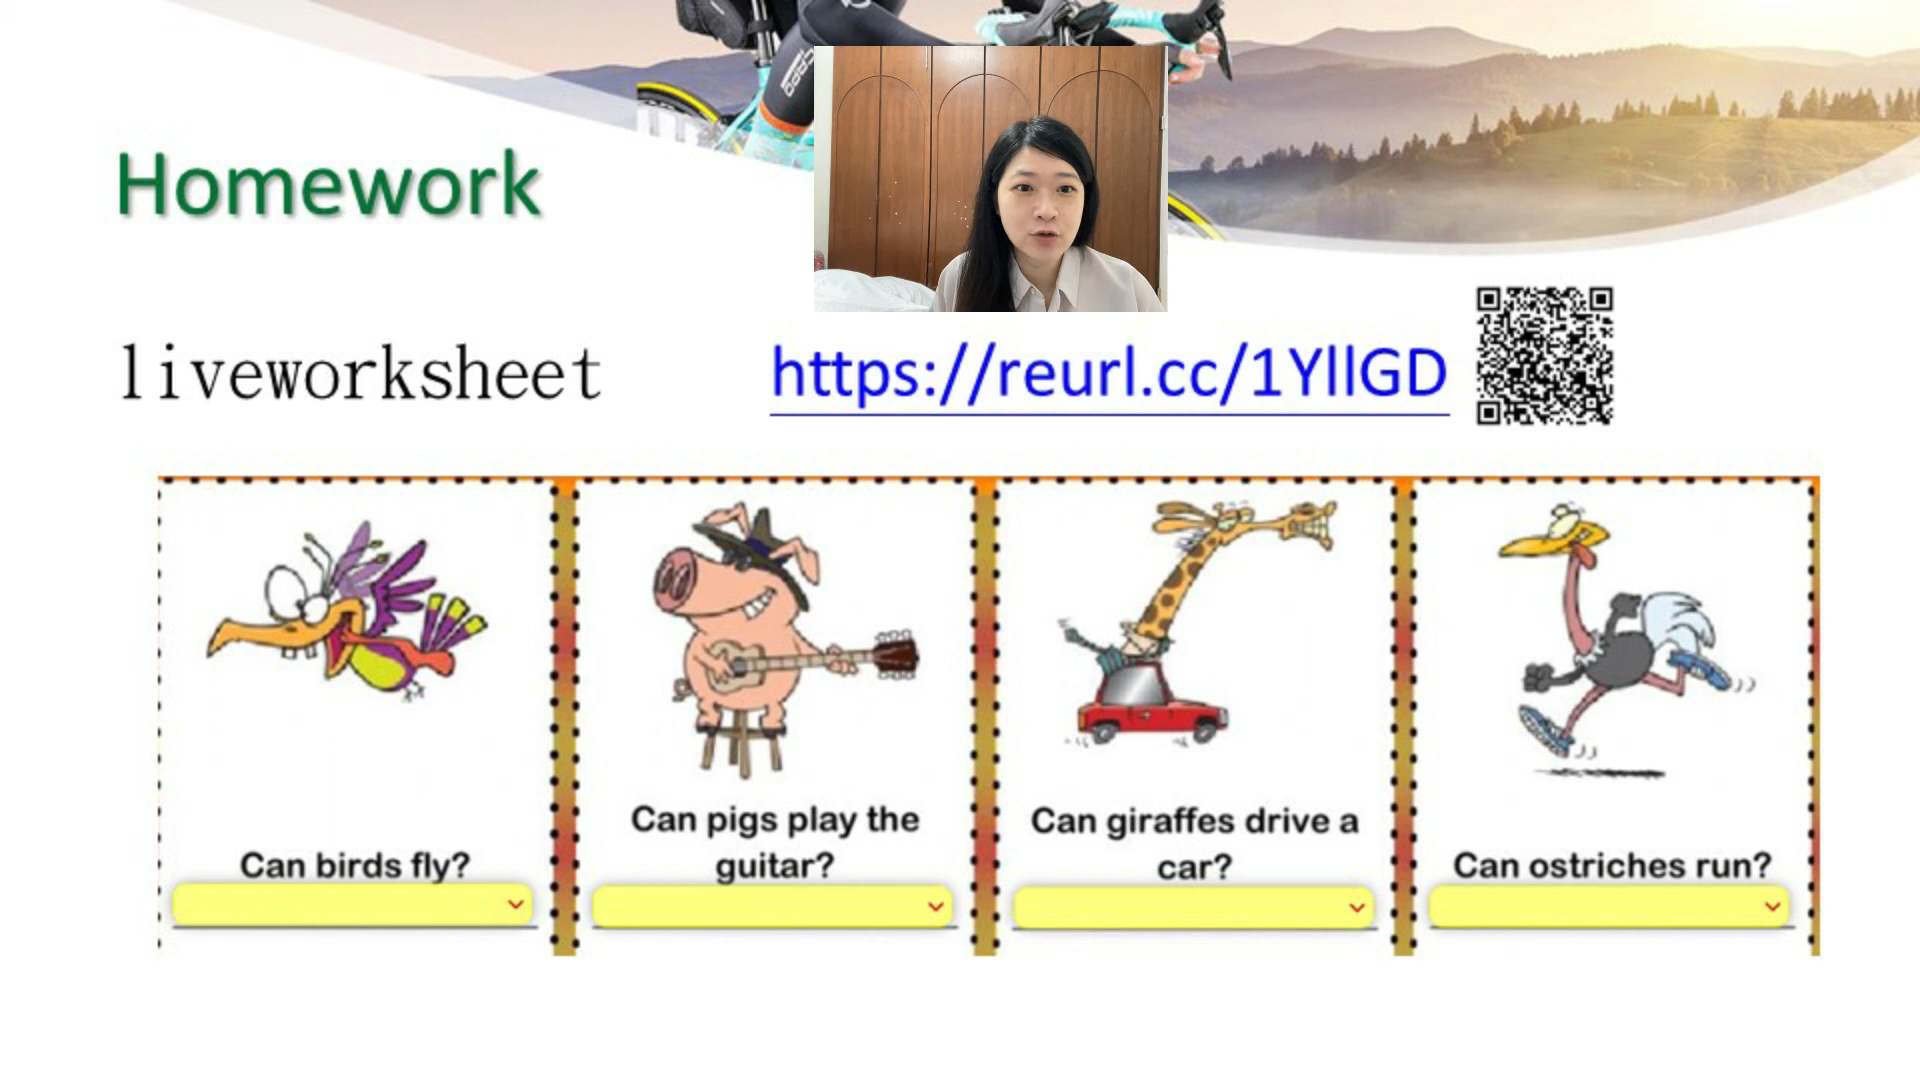 Homework
liveworksheet
https://reurl.cc/1YllGD
Can birds fly?
Can pigs play the
guitar?
Can giraffes drive a
car?
Can ostriches run?